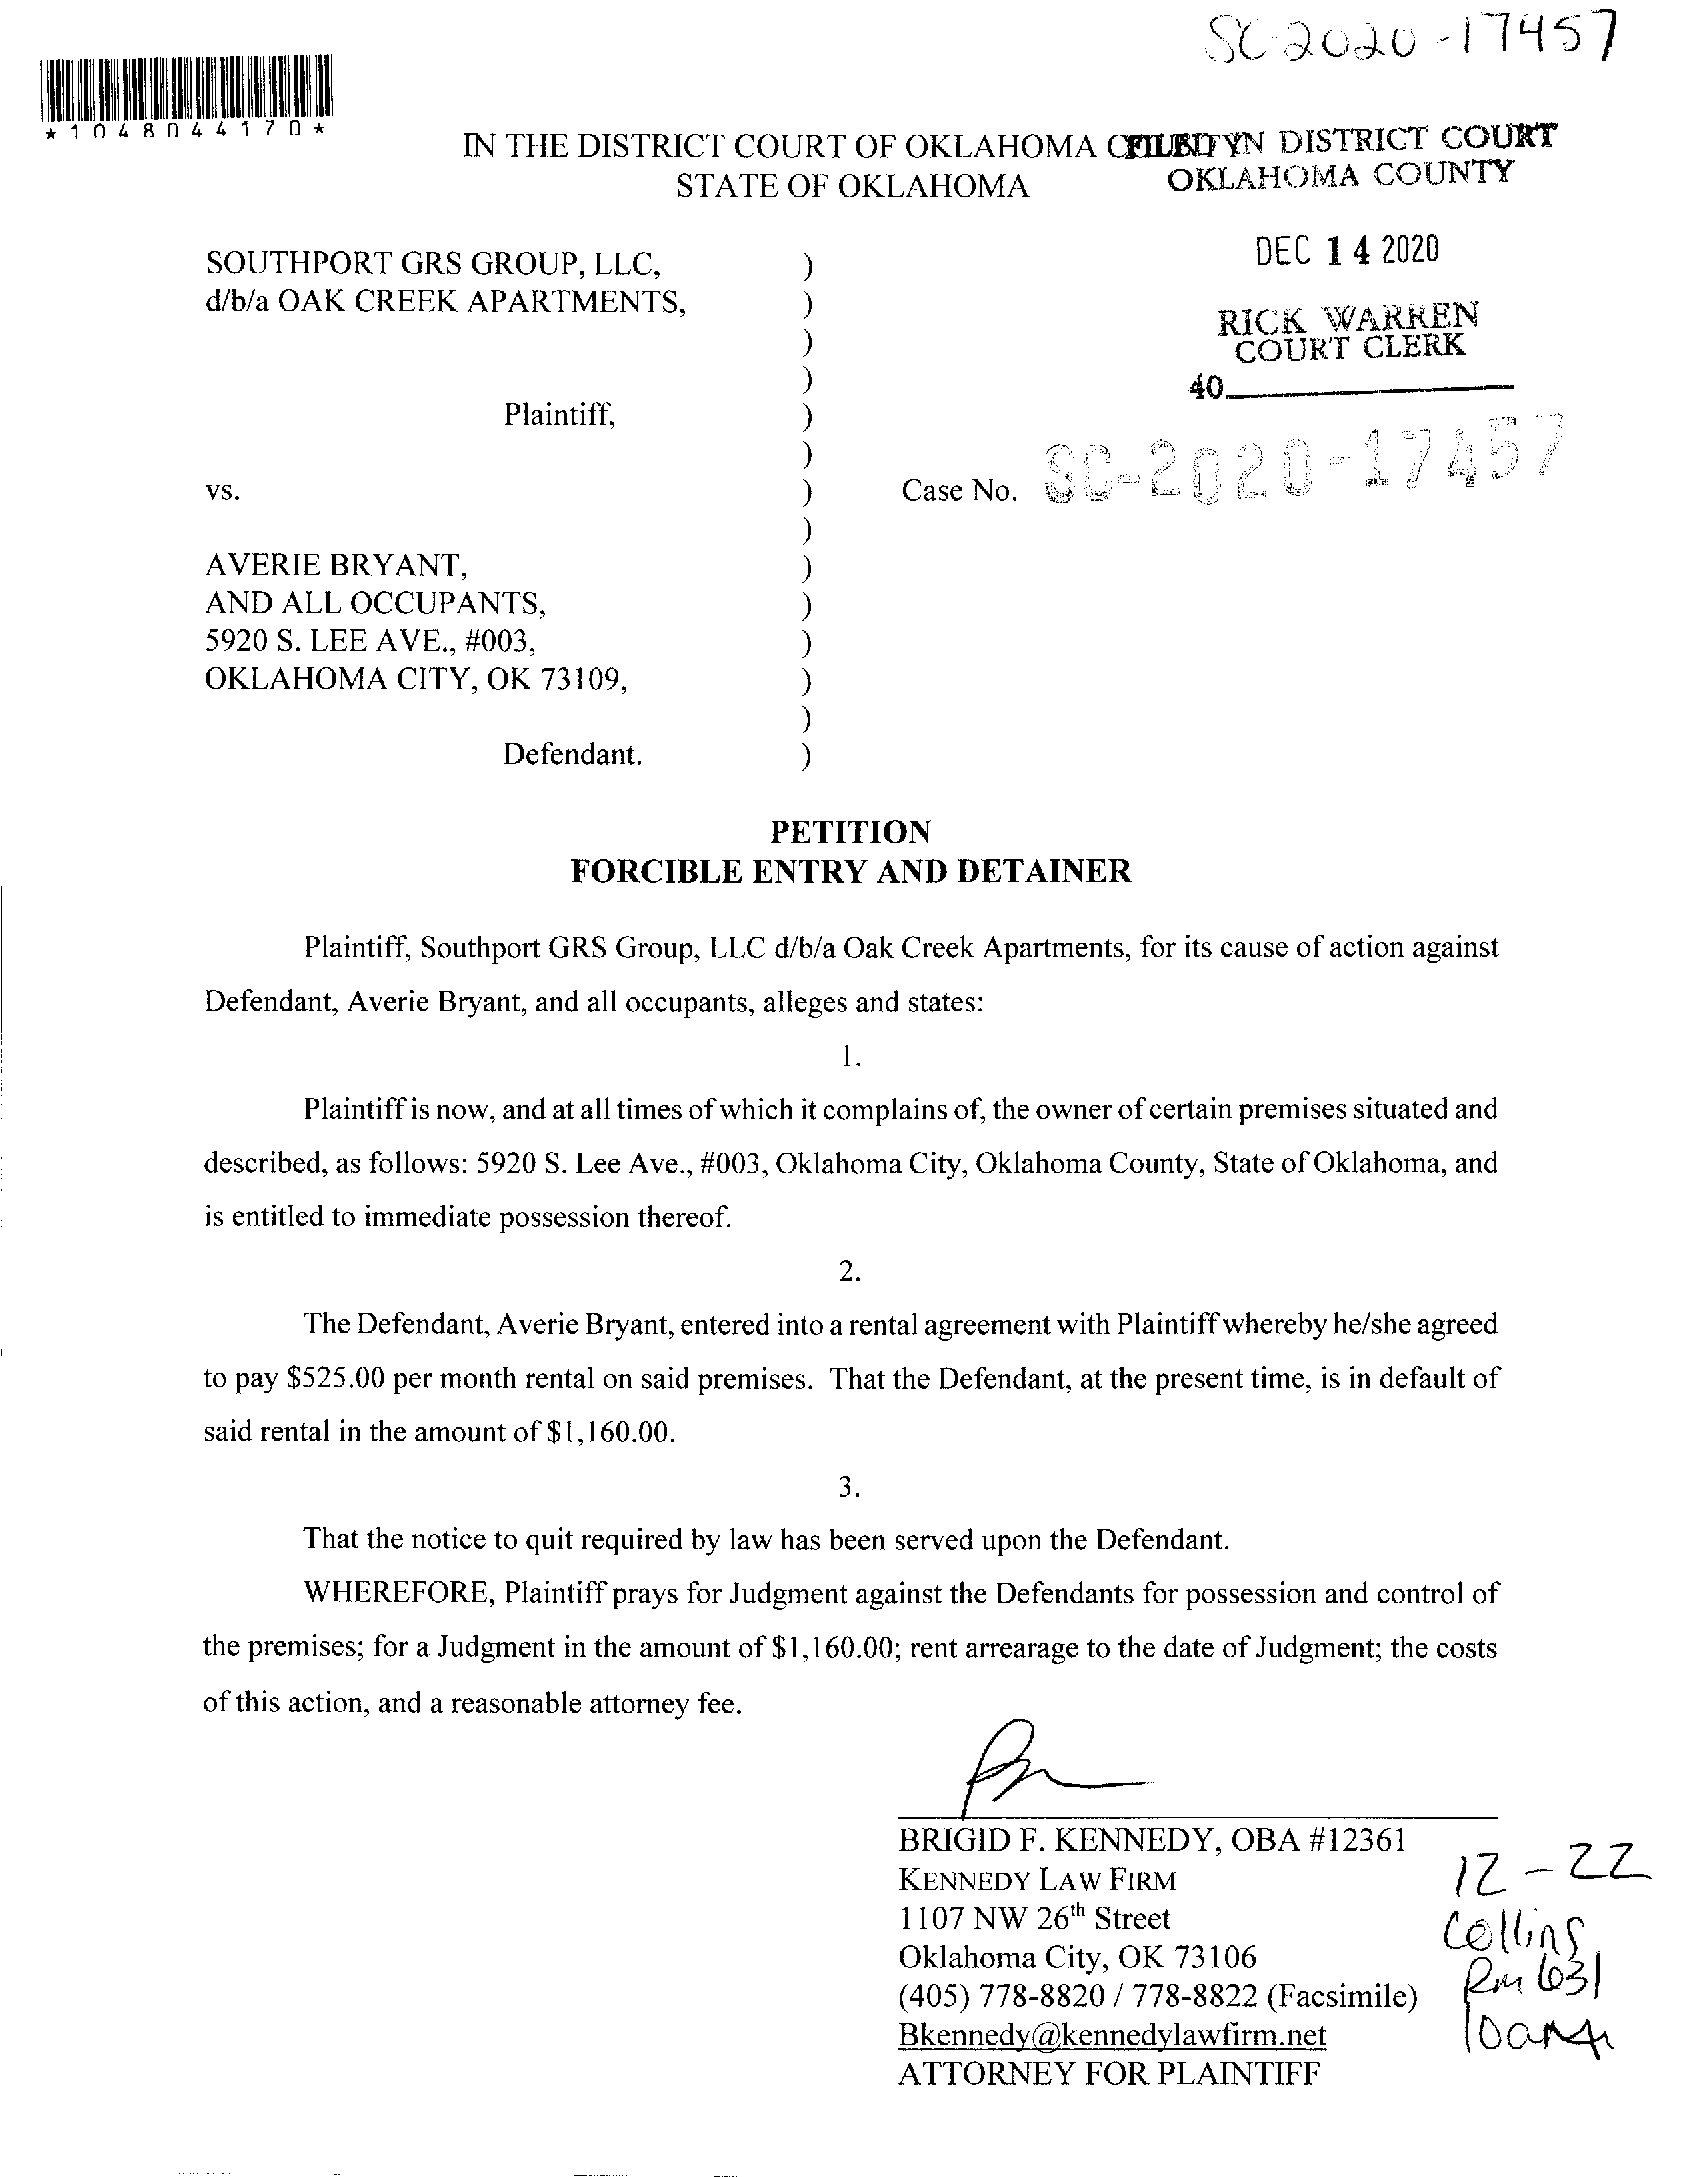 SC-2020-17457
*1048044170*
IN THE DISTRICT COURT OF OKLAHOMA COUNTY
FILED IN DISTRICT COURT
STATE OF OKLAHOMA
OKLAHOMA COUNTY
DEC 14 2020
RICK WARREN
COURT CLERK
40
SOUTHPORT GRS GROUP, LLC, )
d/b/a OAK CREEK APARTMENTS, )
)
)
Plaintiff, )
)
vs. ) Case No. SC-2020-17457
)
AVERIE BRYANT, )
AND ALL OCCUPANTS, )
5920 S. LEE AVE., #003, )
OKLAHOMA CITY, OK 73109, )
)
Defendant. )
PETITION
FORCIBLE ENTRY AND DETAINER
Plaintiff, Southport GRS Group, LLC d/b/a Oak Creek Apartments, for its cause of action against
Defendant, Averie Bryant, and all occupants, alleges and states:
1.
Plaintiff is now, and at all times of which it complains of, the owner of certain premises situated and
described, as follows: 5920 S. Lee Ave., #003, Oklahoma City, Oklahoma County, State of Oklahoma, and
is entitled to immediate possession thereof.
2.
The Defendant, Averie Bryant, entered into a rental agreement with Plaintiff whereby he/she agreed
to pay $525.00 per month rental on said premises. That the Defendant, at the present time, is in default of
said rental in the amount of $1,160.00.
3.
That the notice to quit required by law has been served upon the Defendant.
WHEREFORE, Plaintiff prays for Judgment against the Defendants for possession and control of
the premises; for a Judgment in the amount of $1,160.00; rent arrearage to the date of Judgment; the costs
of this action, and a reasonable attorney fee.
BRIGID F. KENNEDY, OBA #12361
KENNEDY LAW FIRM
1107 NW 26th Street
Oklahoma City, OK 73106
(405) 778-8820 / 778-8822 (Facsimile)
Bkennedy@kennedylawfirm.net
ATTORNEY FOR PLAINTIFF
12-22
Collins
Rm 631
10am